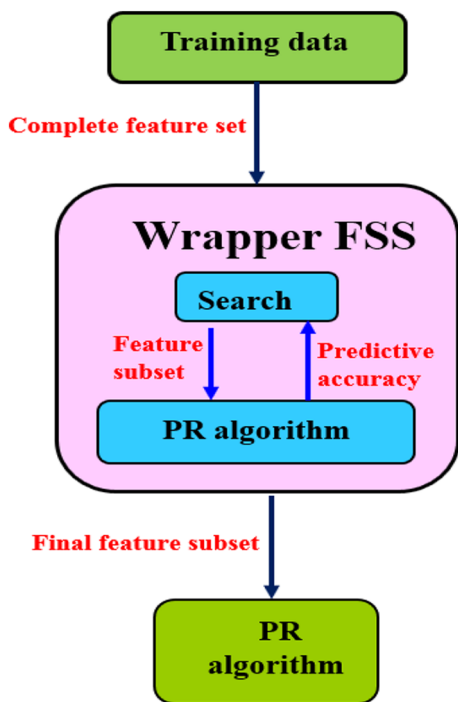 Training data
Complete feature set
Wrapper FSS
Search
Feature
subset
Predictive
accuracy
PR algorithm
Final feature subset
PR
algorithm